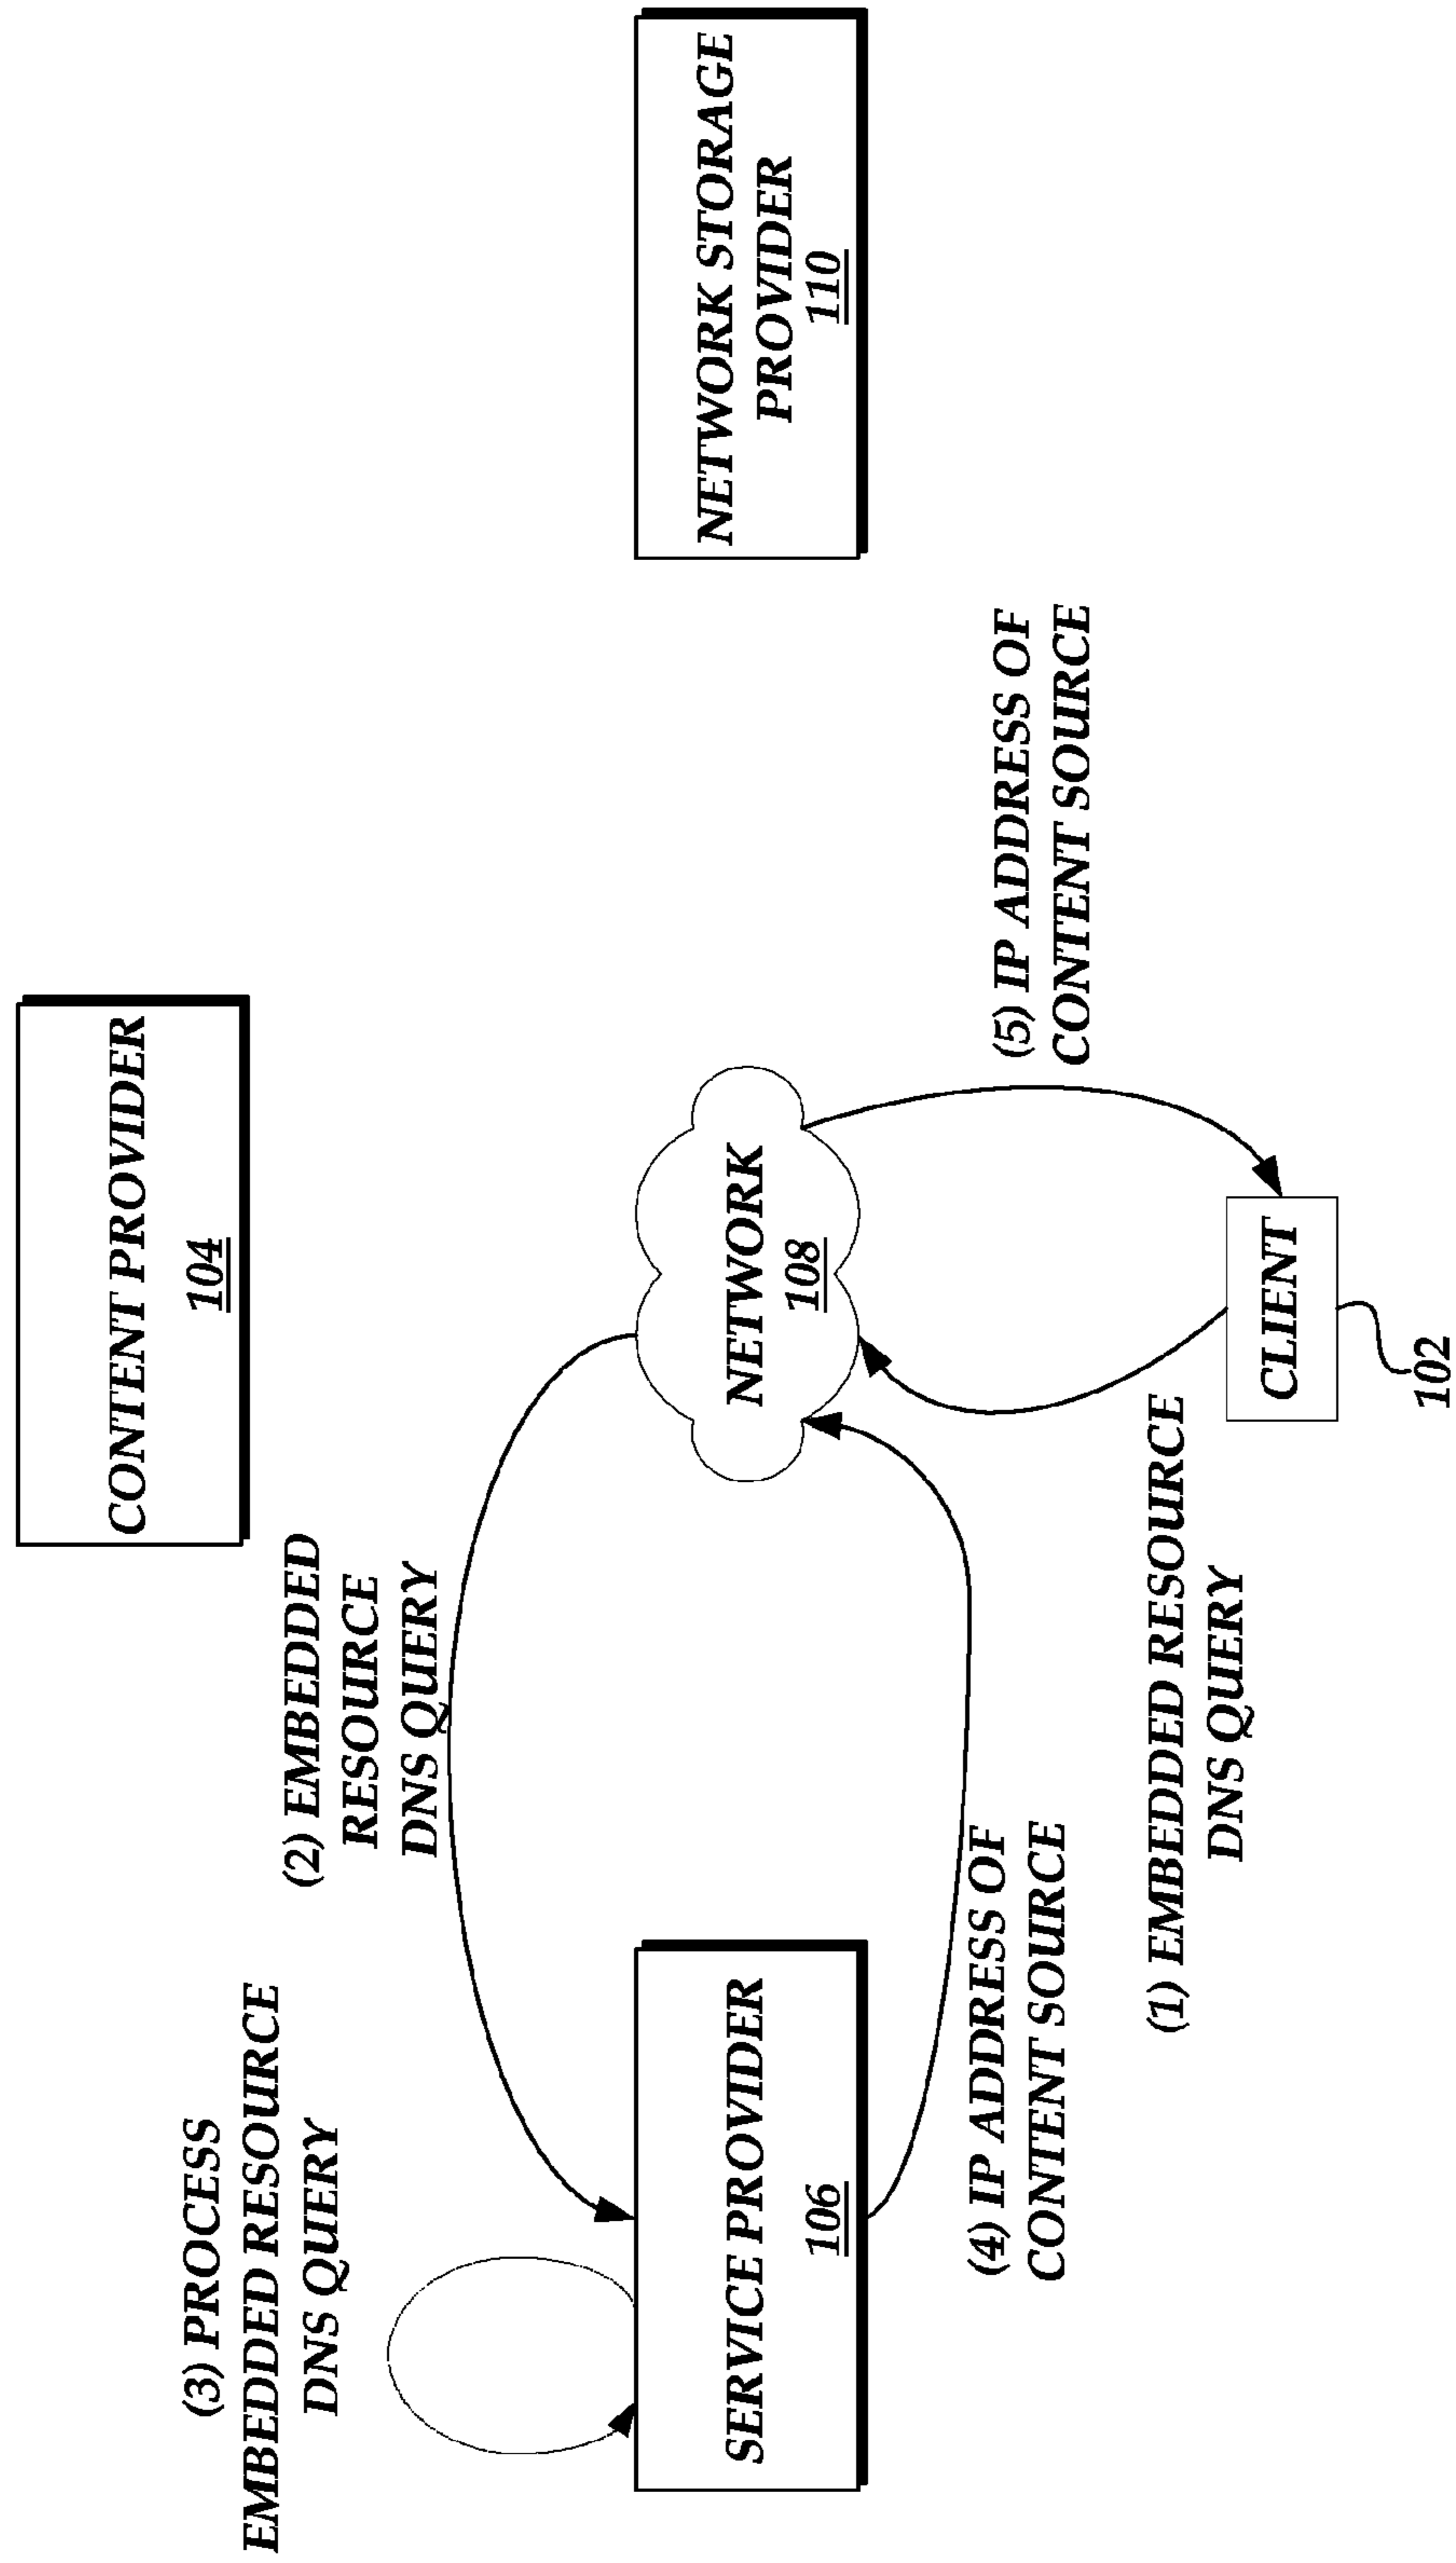 CONTENT PROVIDER
104
(3) PROCESS
EMBEDDED RESOURCE
DNS QUERY
(2) EMBEDDED
RESOURCE
DNS QUERY
SERVICE PROVIDER
106
NETWORK
108
NETWORK STORAGE
PROVIDER
110
(4) IP ADDRESS OF
CONTENT SOURCE
(5) IP ADDRESS OF
CONTENT SOURCE
(1) EMBEDDED RESOURCE
DNS QUERY
CLIENT
102